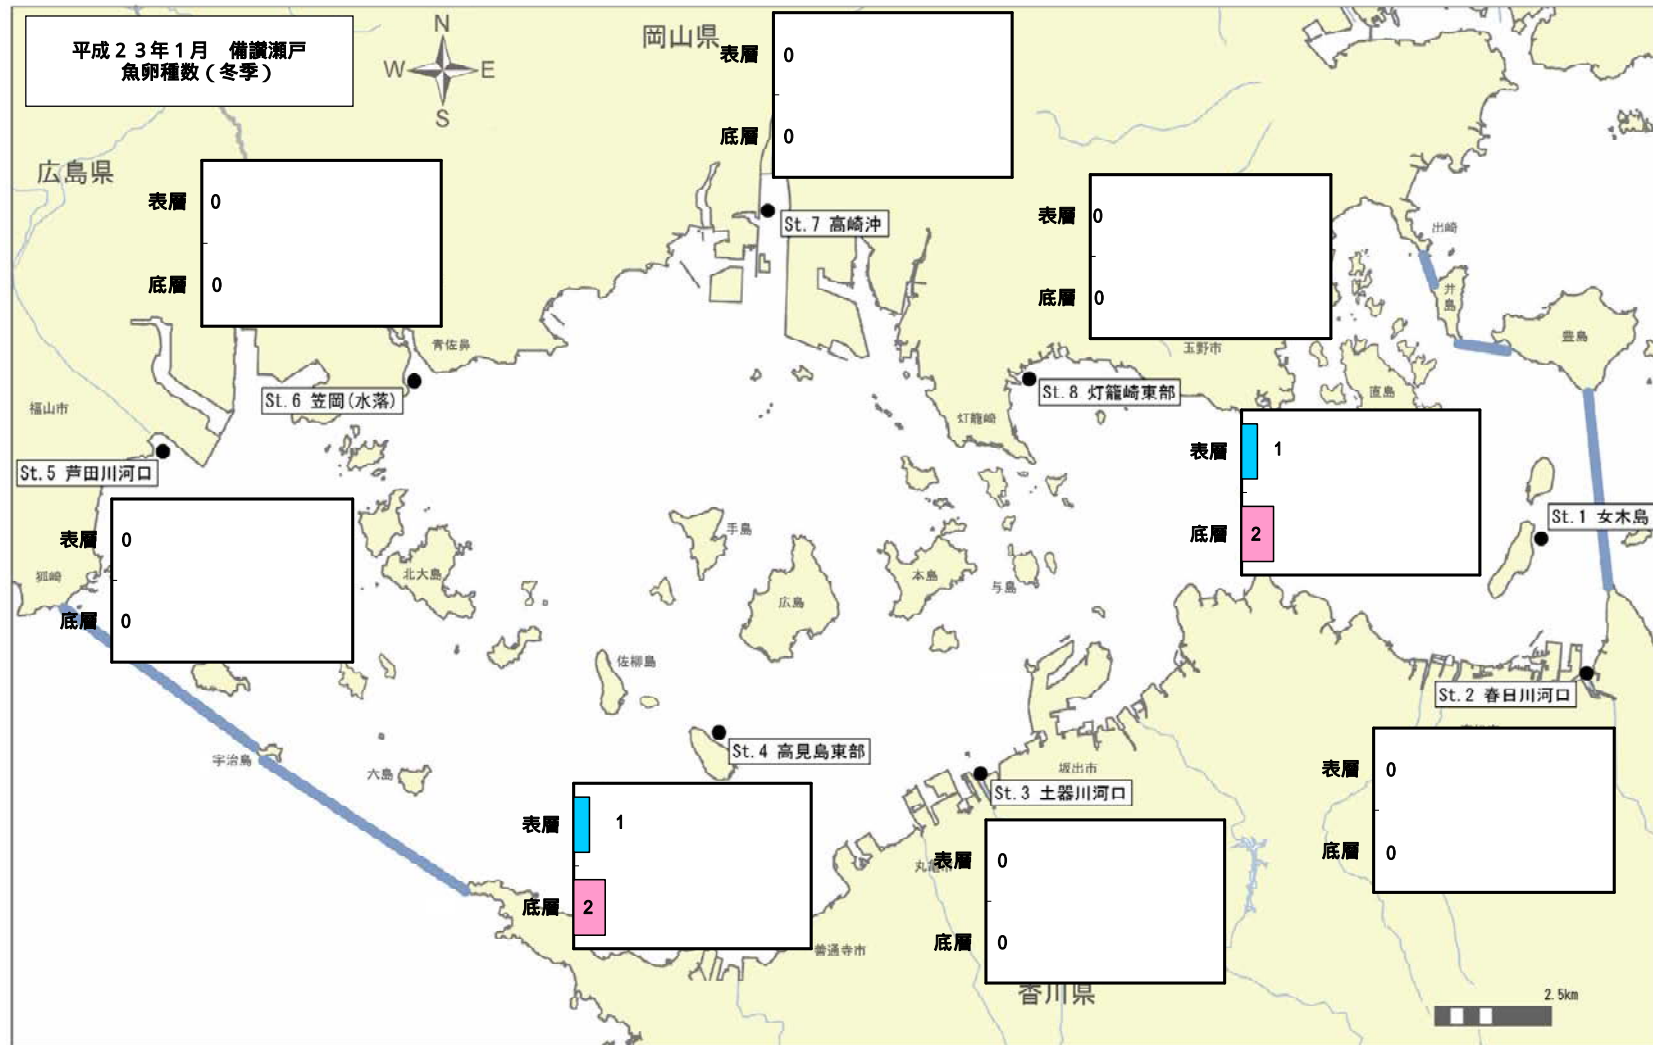 平成２３年１月　備讃瀬戸
魚卵種数（冬季）
N
W
E
S
岡山県
広島県
香川県
表層 0
底層 0
St.7 高崎沖
表層 0
底層 0
St.6 笠岡(水落)
青佐鼻
福山市
St.5 芦田川河口
表層 0
底層 0
狐崎
表層 0
底層 0
St.8 灯籠崎東部
玉野市
灯籠崎
出崎
井島
豊島
直島
表層 1
底層 2
St.1 女木島
St.2 春日川河口
表層 0
底層 0
手島
北大島
広島
本島
与島
佐柳島
宇治島
六島
St.4 高見島東部
表層 1
底層 2
St.3 土器川河口
坂出市
丸亀市
表層 0
底層 0
善通寺市
2.5km